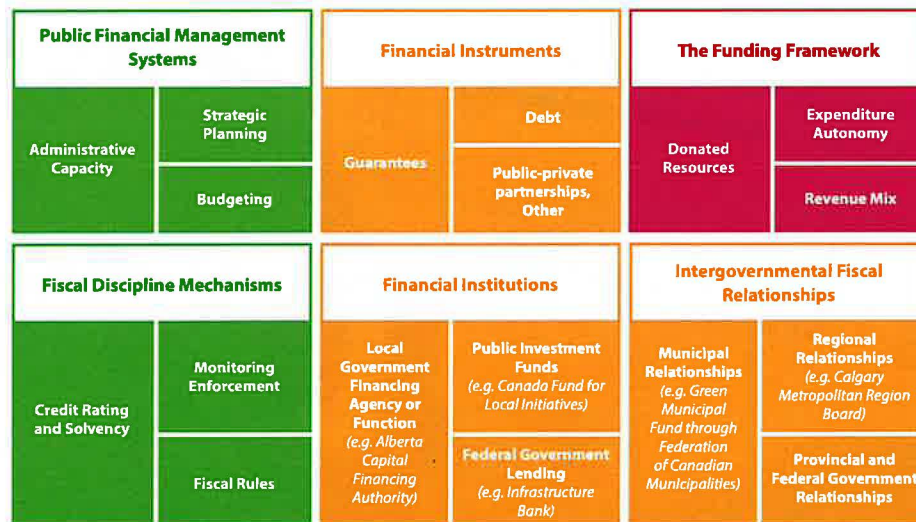 Public Financial Management
Systems
Administrative
Capacity
Strategic
Planning
Budgeting
Financial Instruments
Guarantees
Debt
Public-private
partnerships,
Other
The Funding Framework
Donated
Resources
Expenditure
Autonomy
Revenue Mix
Fiscal Discipline Mechanisms
Credit Rating
and Solvency
Monitoring
Enforcement
Fiscal Rules
Financial Institutions
Local
Government
Financing
Agency or
Function
(e.g. Alberta
Capital
Financing
Authority)
Public Investment
Funds
(e.g. Canada Fund for
Local Initiatives)
Federal Government
Lending
(e.g. Infrastructure
Bank)
Intergovernmental Fiscal
Relationships
Municipal
Relationships
(e.g. Green
Municipal
Fund through
Federation
of Canadian
Municipalities)
Regional
Relationships
(e.g. Calgary
Metropolitan Region
Board)
Provincial and
Federal Government
Relationships